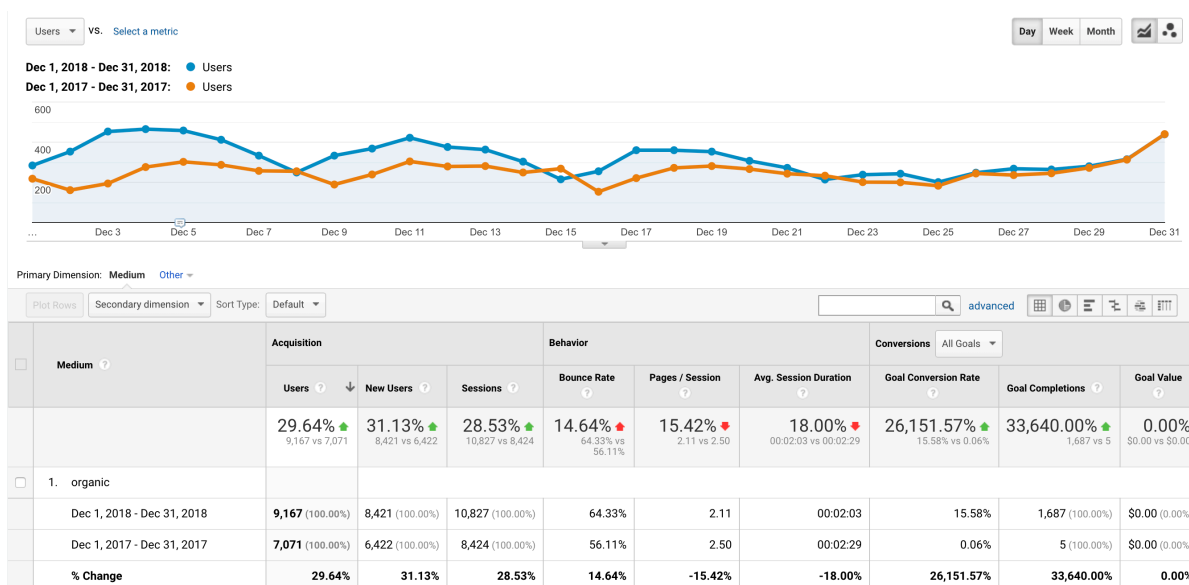 Users vs. Select a metric Day Week Month
Dec 1, 2018 - Dec 31, 2018: Users
Dec 1, 2017 - Dec 31, 2017: Users
600
400
200
... Dec 3 Dec 5 Dec 7 Dec 9 Dec 11 Dec 13 Dec 15 Dec 17 Dec 19 Dec 21 Dec 23 Dec 25 Dec 27 Dec 29 Dec 31
Primary Dimension: Medium Other
Plot Rows Secondary dimension Sort Type: Default advanced
Acquisition Behavior Conversions All Goals
Medium ? Users ? New Users ? Sessions ? Bounce Rate ? Pages / Session ? Avg. Session Duration ? Goal Conversion Rate ? Goal Completions ? Goal Value ?
29.64% 31.13% 28.53% 14.64% 15.42% 18.00% 26,151.57% 33,640.00% 0.00%
9,167 vs 7,071 8,421 vs 6,422 10,827 vs 8,424 64.33% vs 2.11 vs 2.50 00:02:03 vs 00:02:29 15.58% vs 0.06% 1,687 vs 5 $0.00 vs $0.00
56.11%
1. organic
Dec 1, 2018 - Dec 31, 2018 9,167 (100.00%) 8,421 (100.00%) 10,827 (100.00%) 64.33% 2.11 00:02:03 15.58% 1,687 (100.00%) $0.00 (0.00%
Dec 1, 2017 - Dec 31, 2017 7,071 (100.00%) 6,422 (100.00%) 8,424 (100.00%) 56.11% 2.50 00:02:29 0.06% 5 (100.00%) $0.00 (0.00%
% Change 29.64% 31.13% 28.53% 14.64% -15.42% -18.00% 26,151.57% 33,640.00% 0.00%